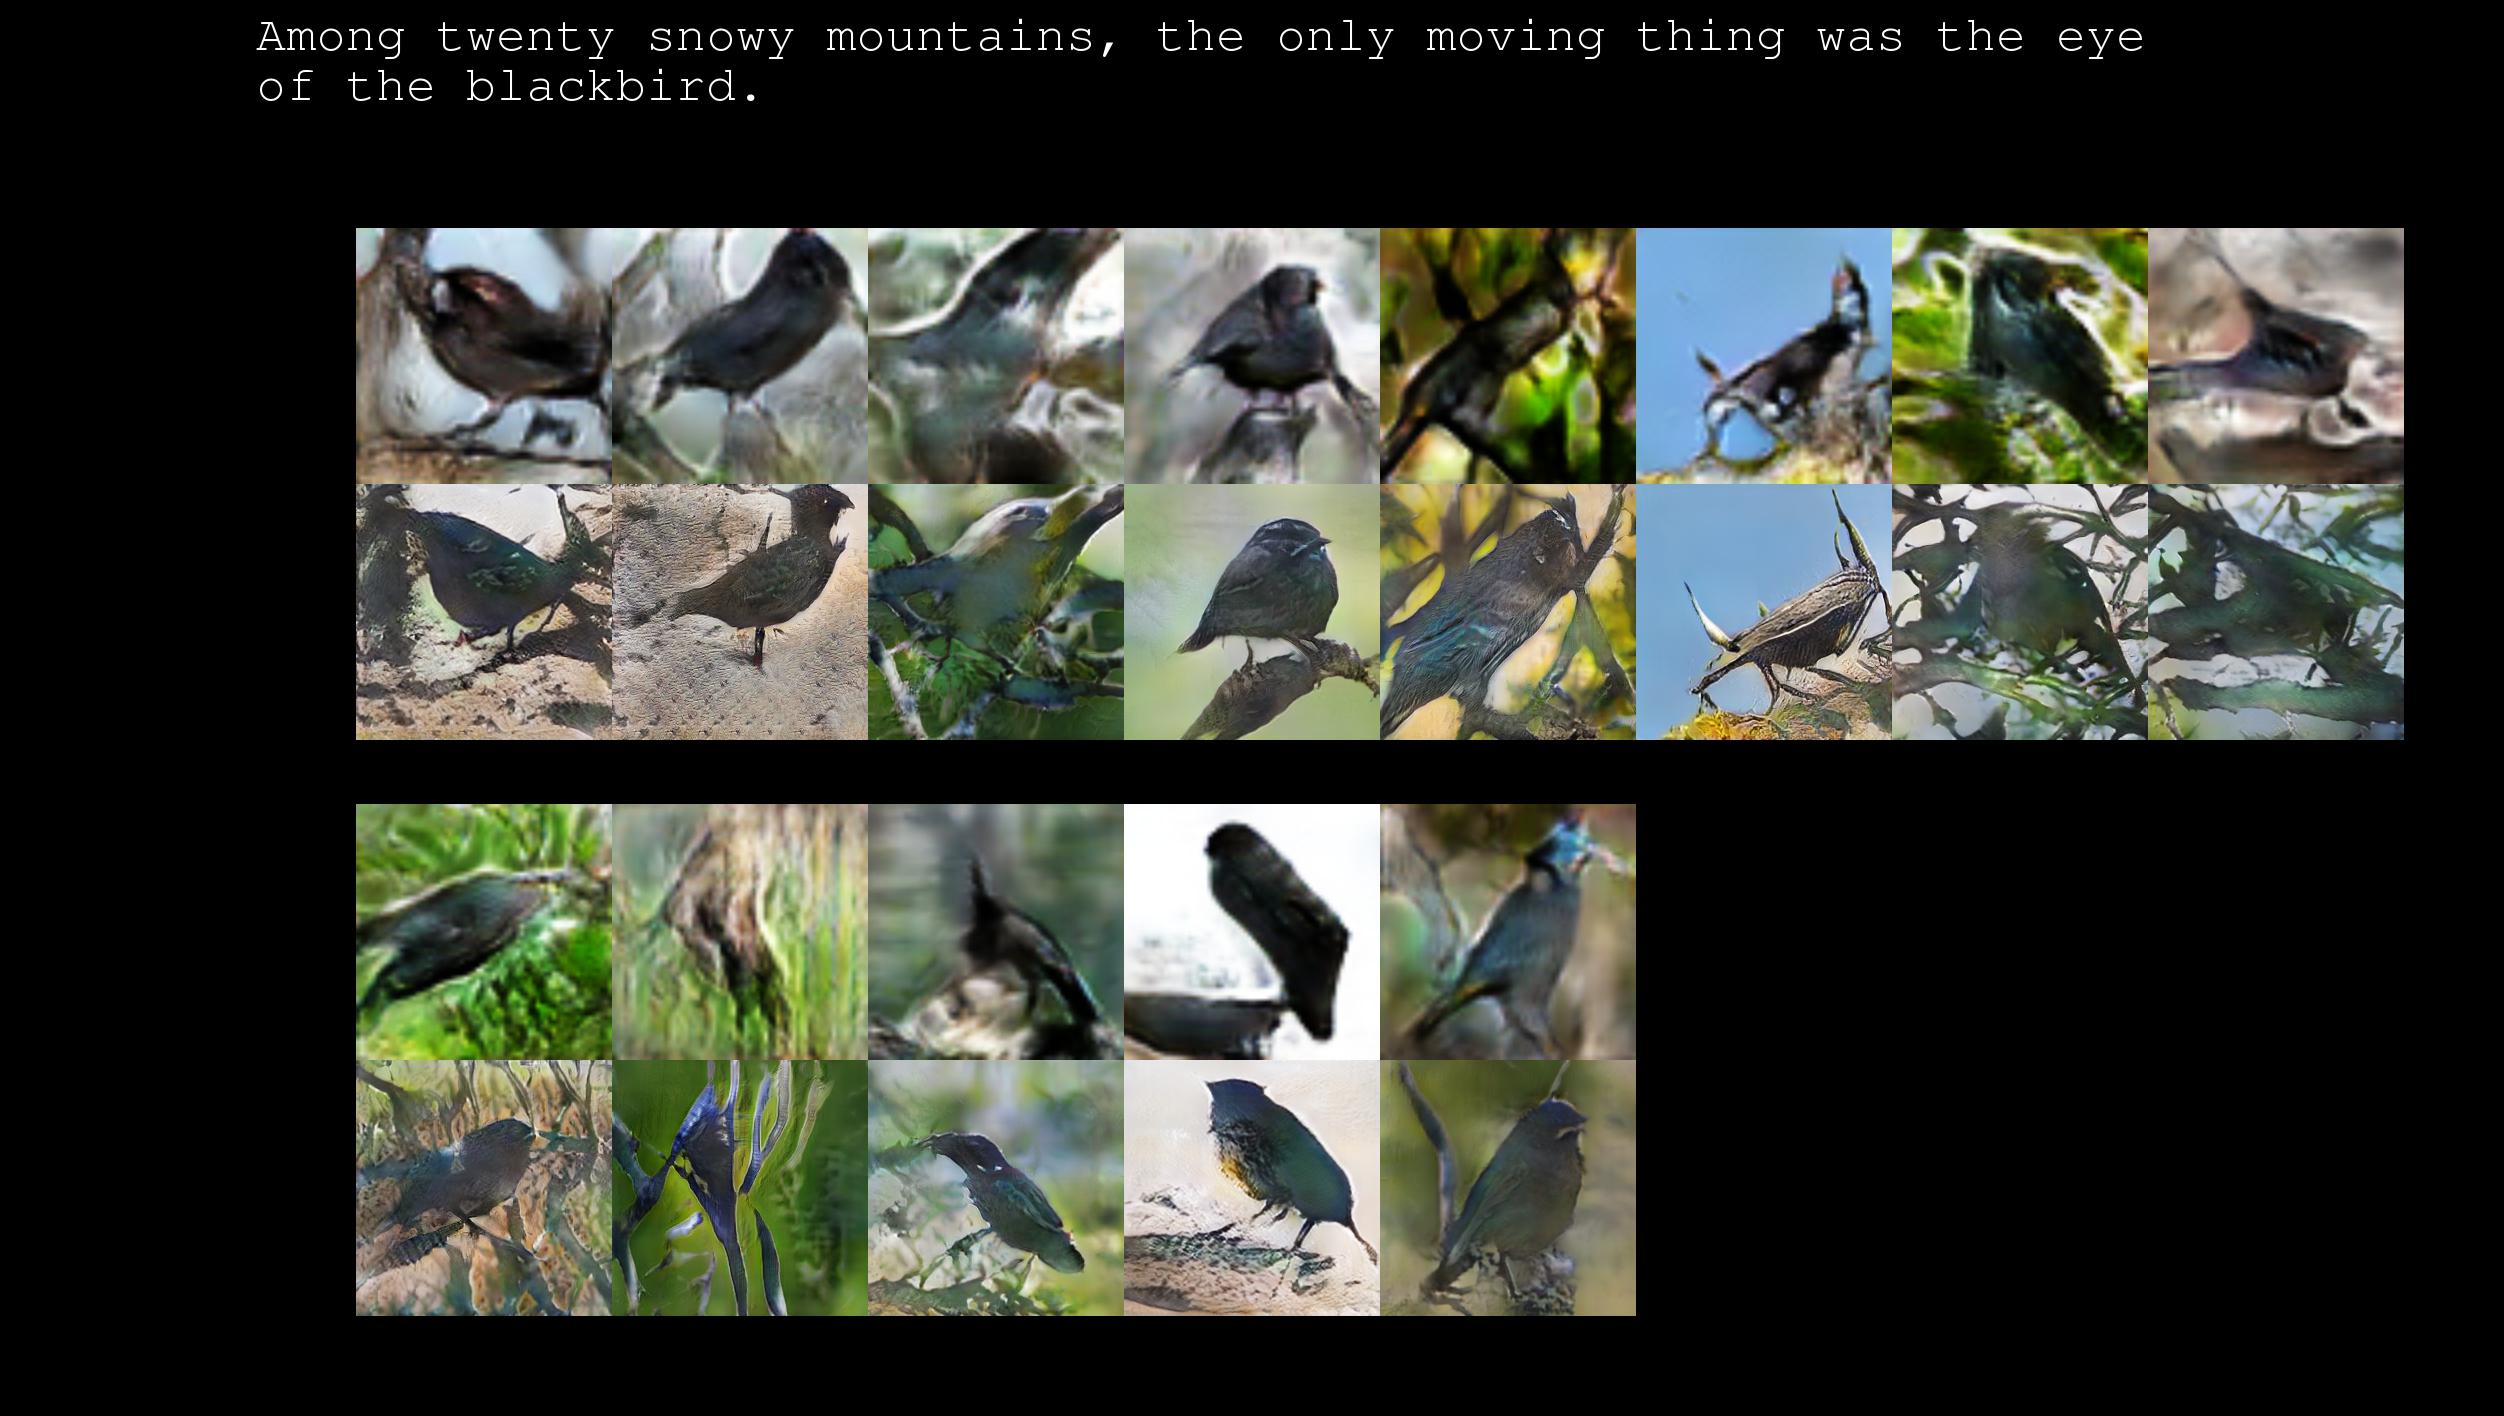 Among twenty snowy mountains, the only moving thing was the eye
of the blackbird.